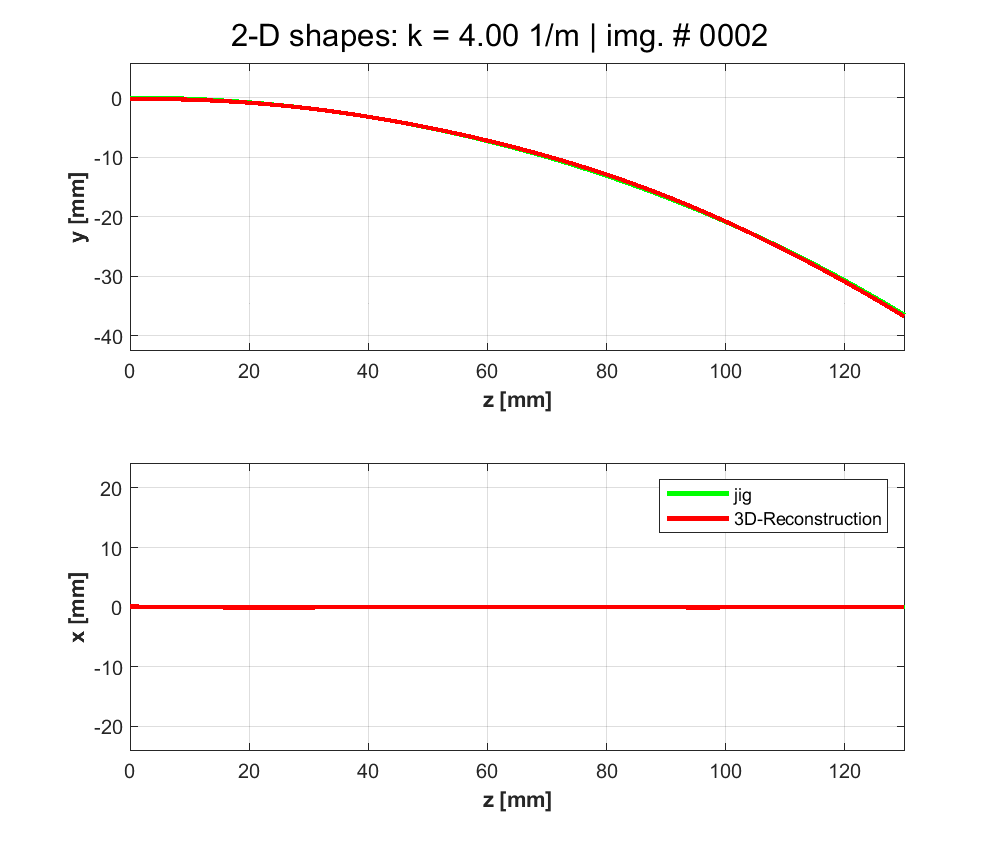 2-D shapes: k = 4.00 1/m | img. # 0002
0
-10
-20
-30
-40
y [mm]
0 20 40 60 80 100 120
z [mm]
20
10
0
-10
-20
x [mm]
jig
3D-Reconstruction
0 20 40 60 80 100 120
z [mm]